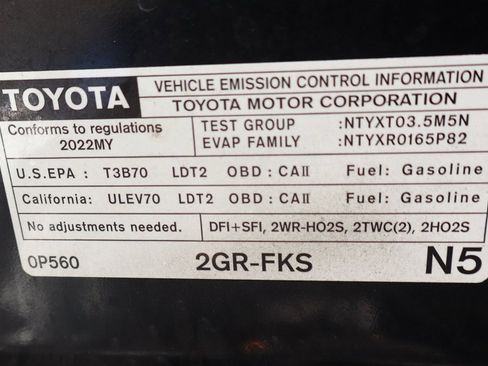 TOYOTA
VEHICLE EMISSION CONTROL INFORMATION
TOYOTA MOTOR CORPORATION
Conforms to regulations
2022MY
TEST GROUP :NTYXT03.5M5N
EVAP FAMILY :NTYXR0165P82
U.S.EPA : T3B70 LDT2 OBD : CAII Fuel: Gasoline
California: ULEV70 LDT2 OBD : CAII Fuel: Gasoline
No adjustments needed.
DFI+SFI, 2WR-HO2S, 2TWC(2), 2HO2S
0P560 2GR-FKS N5